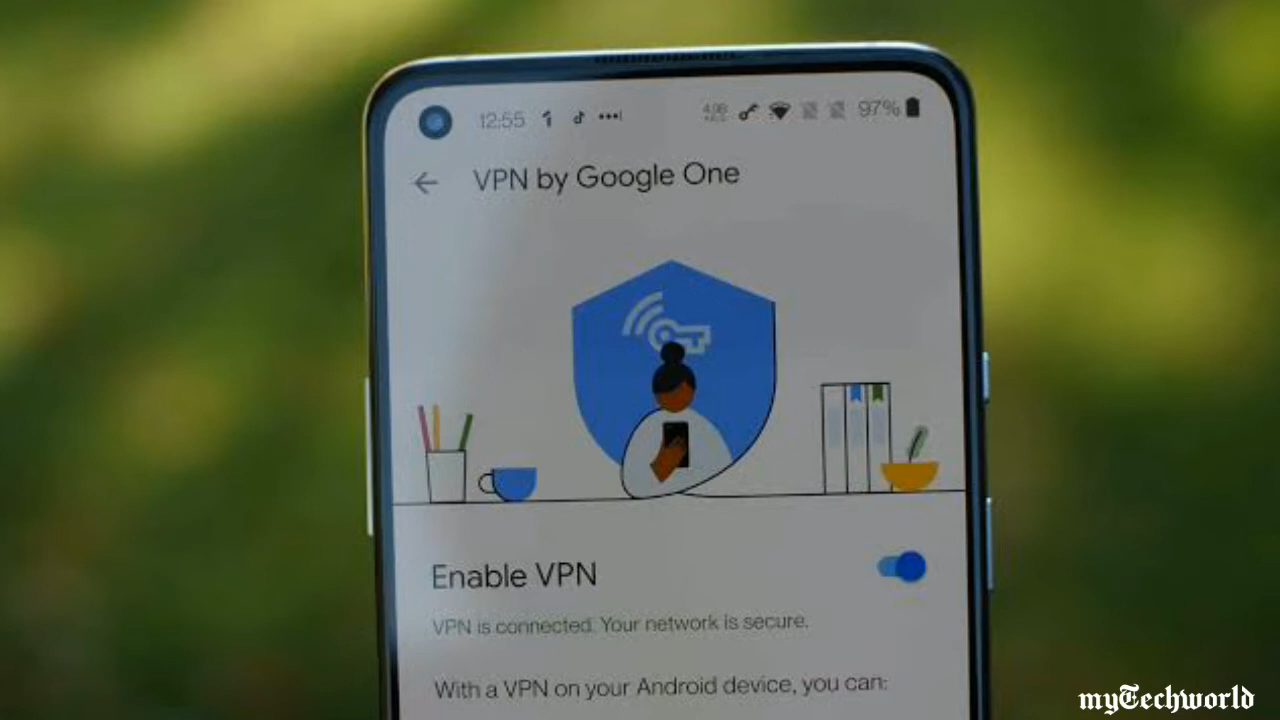 12:55
97%
VPN by Google One
Enable VPN
VPN is connected. Your network is secure.
With a VPN on your Android device, you can:
myTechworld